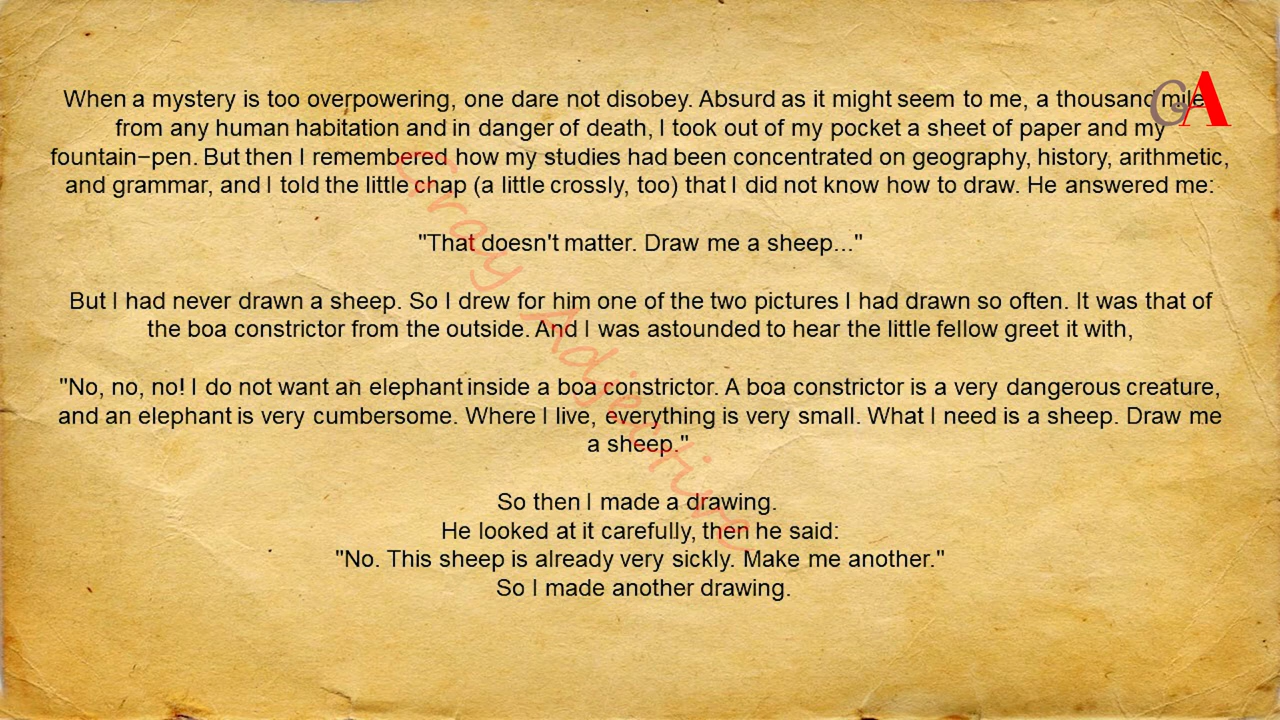 When a mystery is too overpowering, one dare not disobey. Absurd as it might seem to me, a thousand miles
from any human habitation and in danger of death, I took out of my pocket a sheet of paper and my
fountain−pen. But then I remembered how my studies had been concentrated on geography, history, arithmetic,
and grammar, and I told the little chap (a little crossly, too) that I did not know how to draw. He answered me:
"That doesn't matter. Draw me a sheep..."
But I had never drawn a sheep. So I drew for him one of the two pictures I had drawn so often. It was that of
the boa constrictor from the outside. And I was astounded to hear the little fellow greet it with,
"No, no, no! I do not want an elephant inside a boa constrictor. A boa constrictor is a very dangerous creature,
and an elephant is very cumbersome. Where I live, everything is very small. What I need is a sheep. Draw me
a sheep."
So then I made a drawing.
He looked at it carefully, then he said:
"No. This sheep is already very sickly. Make me another."
So I made another drawing.
GA
Gray Adjective